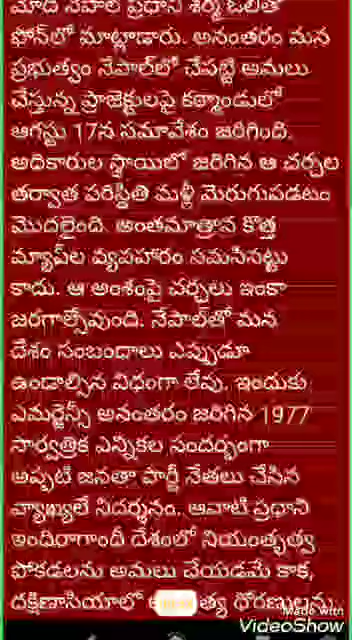 మోదీ నేపాల్ ప్రధాని శర్మ ఓలితో
ఫోన్‌లో మాట్లాడారు. అనంతరం మన
ప్రభుత్వం నేపాల్‌లో చేపట్టి అమలు
చేస్తున్న ప్రాజెక్టులపై కఠ్మాండులో
ఆగస్టు 17న సమావేశం జరిగింది.
అధికారుల స్థాయిలో జరిగిన ఆ చర్చల
తర్వాత పరిస్థితి మళ్లీ మెరుగుపడటం
మొదలైంది. అంతమాత్రాన కొత్త
మ్యాప్‌ల వ్యవహారం సమసినట్టు
కాదు. ఆ అంశంపై చర్చలు ఇంకా
జరగాల్సేవుంది. నేపాల్‌తో మన
దేశం సంబంధాలు ఎప్పుడూ
ఉండాల్సిన విధంగా లేవు. ఇందుకు
ఎమర్జెన్సీ అనంతరం జరిగిన 1977
సార్వత్రిక ఎన్నికల సందర్భంగా
అప్పటి జనతా పార్టీ నేతలు చేసిన
వ్యాఖ్యలే నిదర్శనం. ఆనాటి ప్రధాని
ఇందిరాగాంధీ దేశంలో నియంతృత్వ
పోకడలను అమలు చేయడమే కాక,
దక్షిణాసియాలో త్య ధోరణులను
Made with
VideoShow